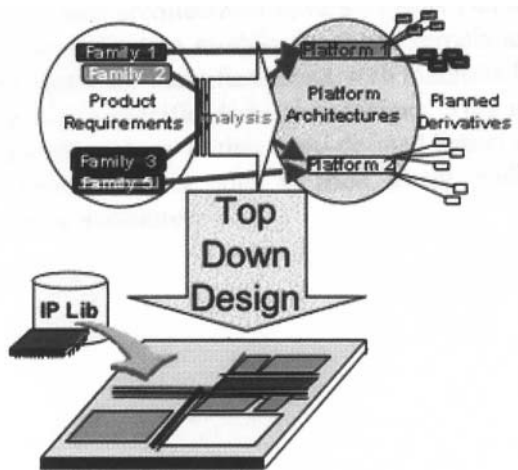 Family 1
Family 2
Product
Requirements
Family 3
Family 5
Analysis
Platform 1
Platform
Architectures
Platform 2
Planned
Derivatives
Top
Down
Design
IP Lib